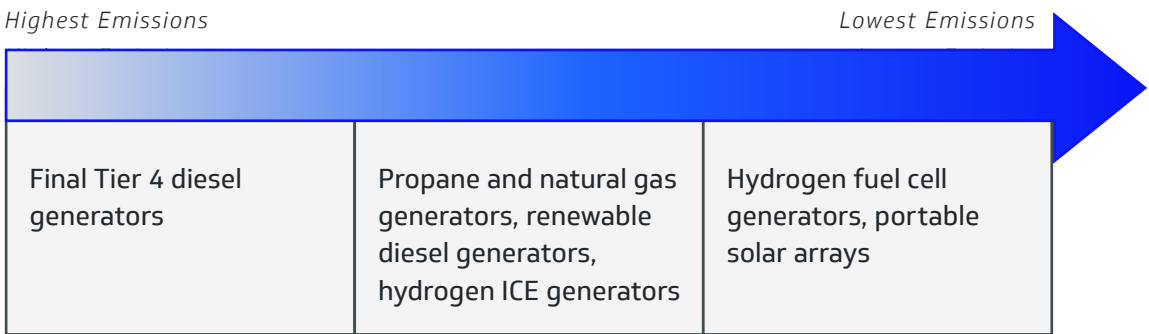 Highest Emissions
Lowest Emissions
Final Tier 4 diesel
generators
Propane and natural gas
generators, renewable
diesel generators,
hydrogen ICE generators
Hydrogen fuel cell
generators, portable
solar arrays